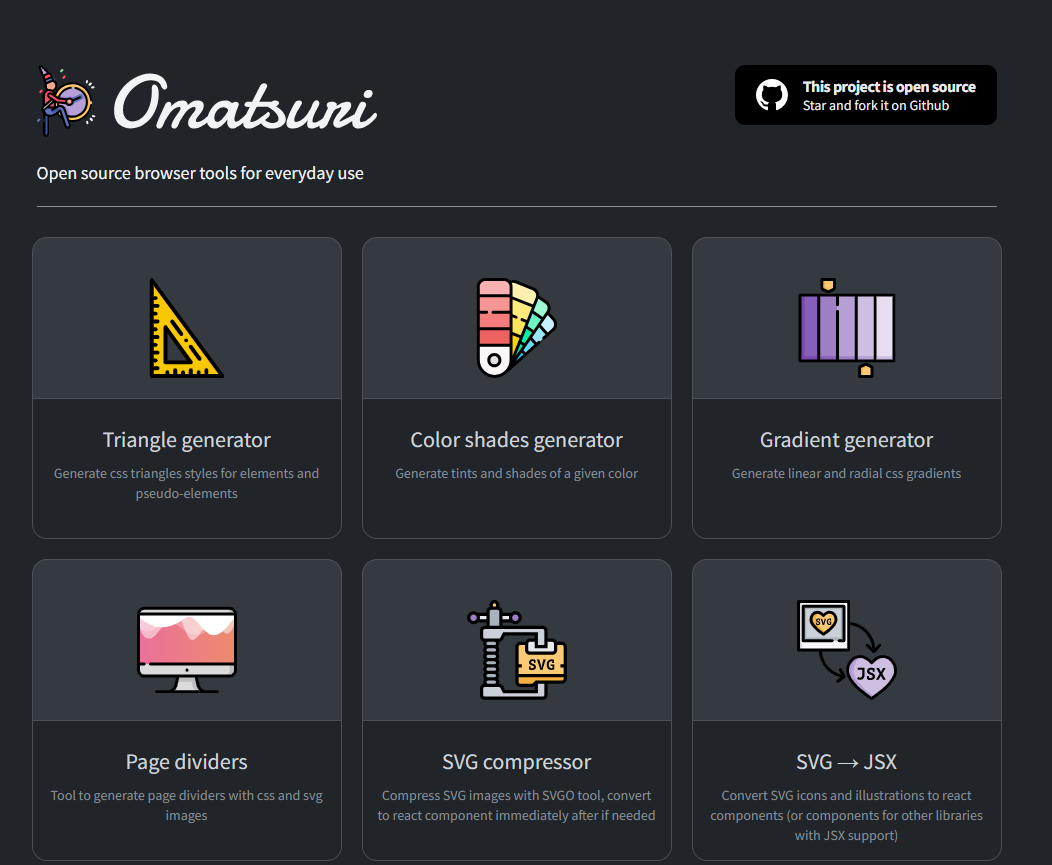 Omatsuri
This project is open source
Star and fork it on Github
Open source browser tools for everyday use
Triangle generator
Generate css triangles styles for elements and
pseudo-elements
Color shades generator
Generate tints and shades of a given color
Gradient generator
Generate linear and radial css gradients
SVG
SVG
JSX
Page dividers
Tool to generate page dividers with css and svg
images
SVG compressor
Compress SVG images with SVGO tool, convert
to react component immediately after if needed
SVG → JSX
Convert SVG icons and illustrations to react
components (or components for other libraries
with JSX support)